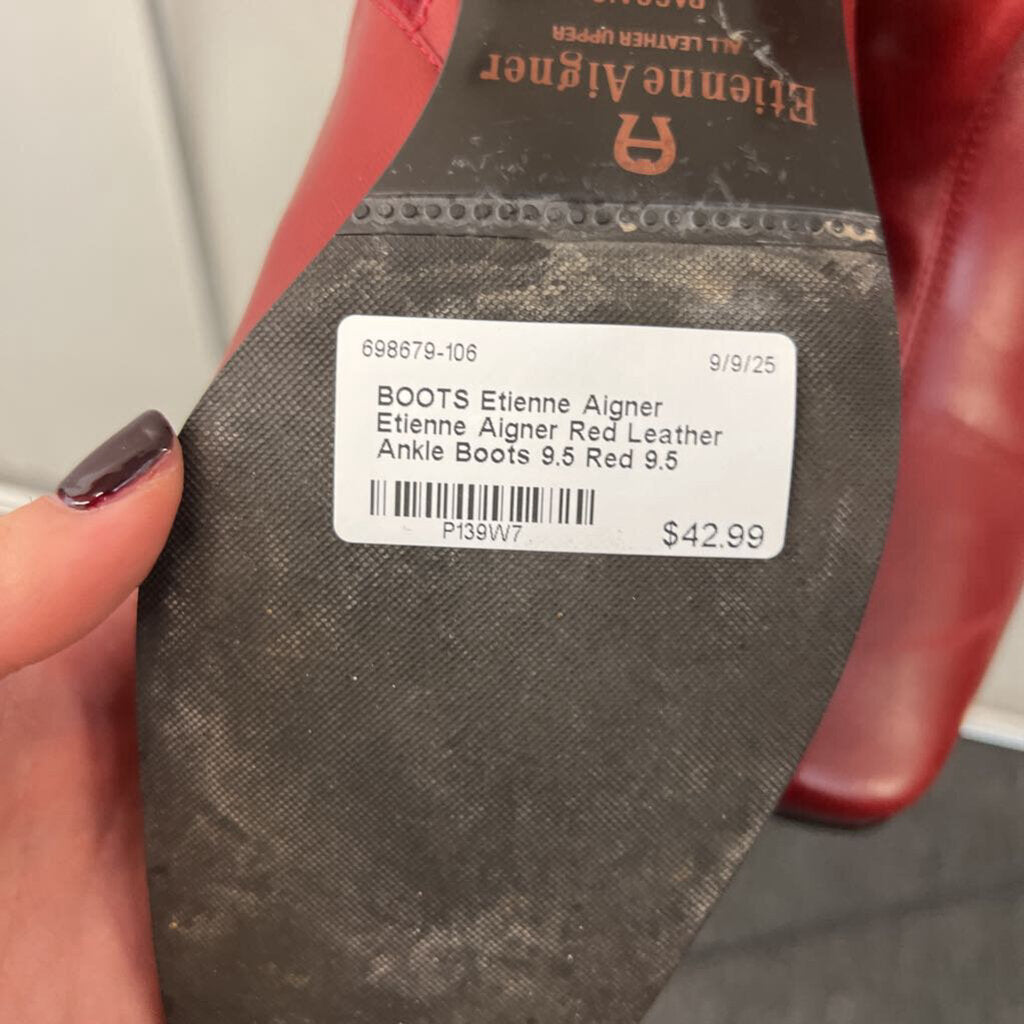 ALL LEATHER UPPER
Etienne Aigner
698679-106
9/9/25
BOOTS Etienne Aigner
Etienne Aigner Red Leather
Ankle Boots 9.5 Red 9.5
P139W7
$42.99